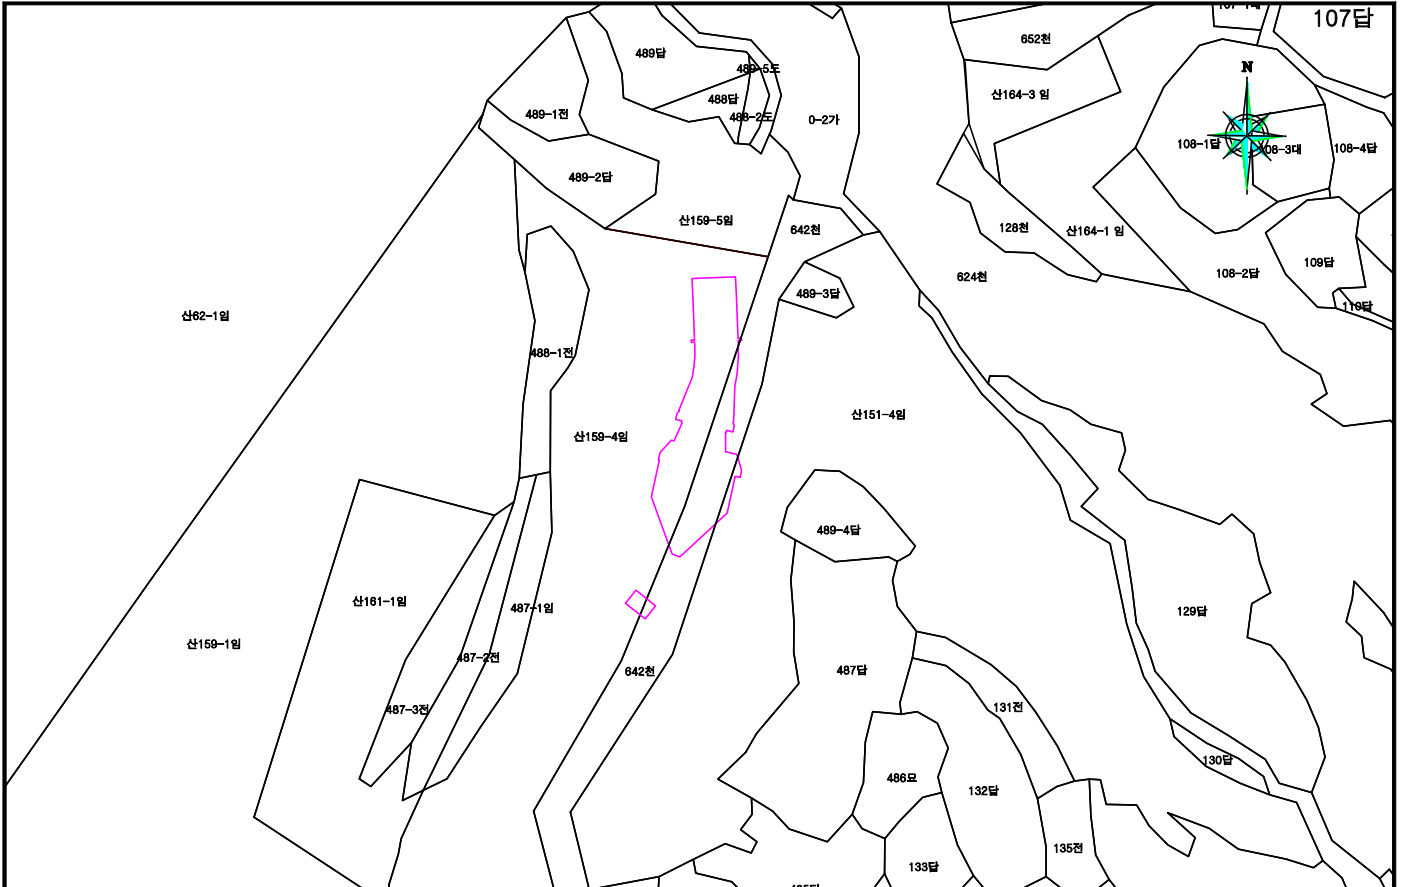 107답
652천
489답
489-5도
산164-3 임
488답
489-1전
488-2도
0-2가
N
108-1답
108-3대
108-4답
489-2답
산159-5임
642천
128천
산164-1 임
109답
624천
108-2답
489-3답
110답
산62-1임
488-1전
산151-4임
산159-4임
489-4답
산161-1임
487-1임
129답
산159-1임
487-2전
642천
487답
487-3전
131전
130답
486묘
132답
135전
133답